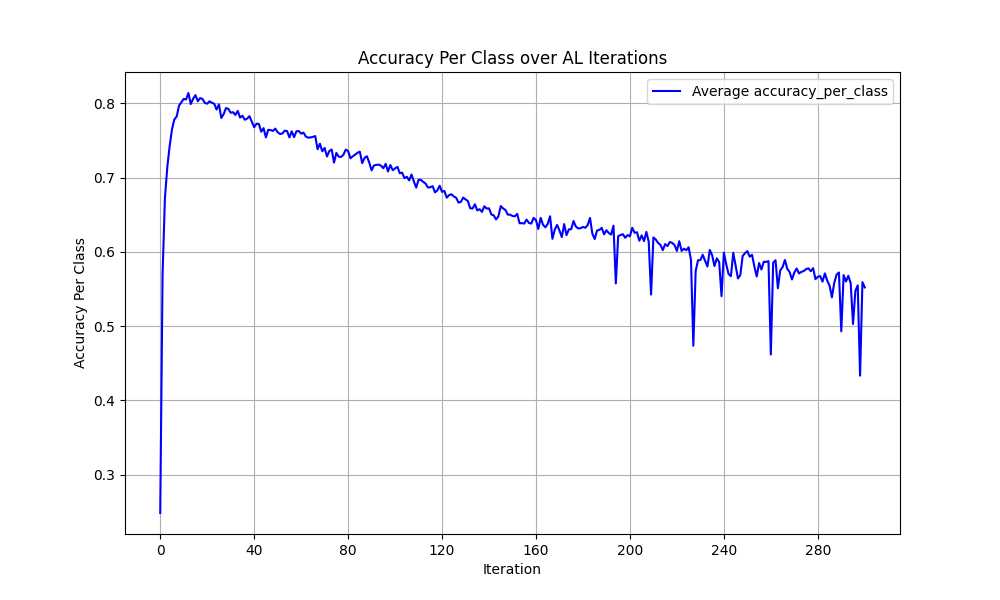 Accuracy Per Class over AL Iterations
Average accuracy_per_class
Accuracy Per Class
0.8
0.7
0.6
0.5
0.4
0.3
0 40 80 120 160 200 240 280
Iteration